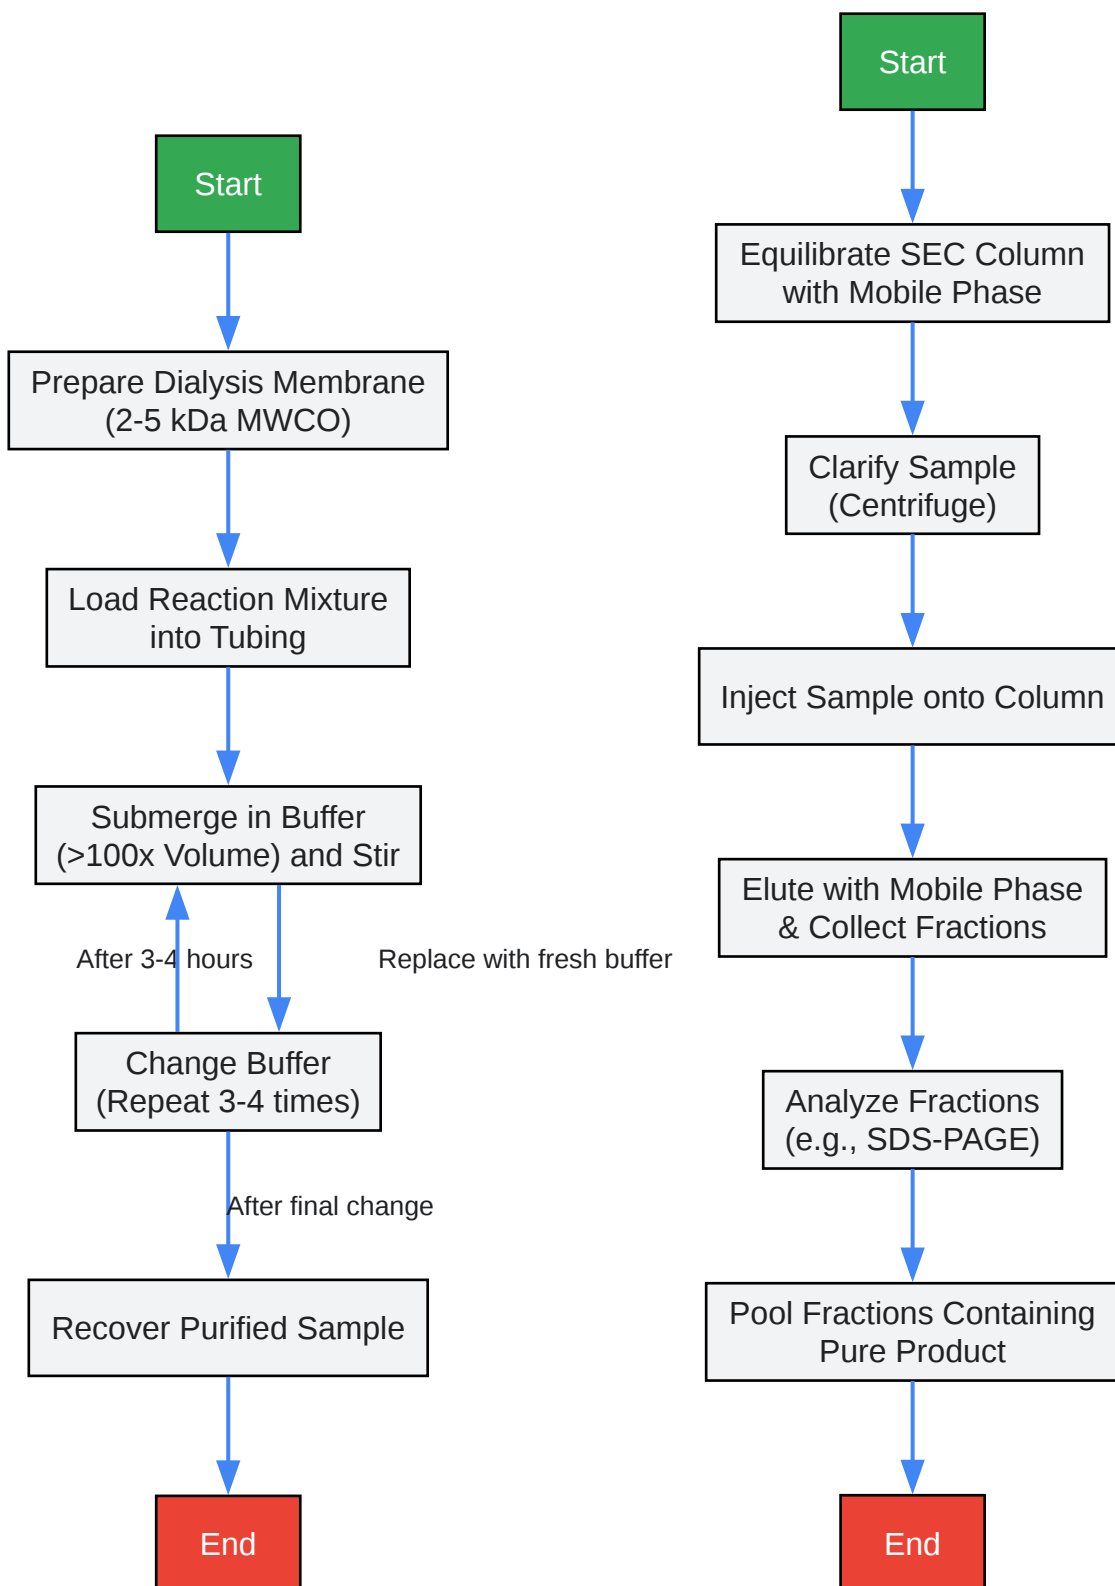 Start
Prepare Dialysis Membrane
(2-5 kDa MWCO)
Load Reaction Mixture
into Tubing
Submerge in Buffer
(>100x Volume) and Stir
After 3-4 hours
Replace with fresh buffer
Change Buffer
(Repeat 3-4 times)
After final change
Recover Purified Sample
End
Start
Equilibrate SEC Column
with Mobile Phase
Clarify Sample
(Centrifuge)
Inject Sample onto Column
Elute with Mobile Phase
& Collect Fractions
Analyze Fractions
(e.g., SDS-PAGE)
Pool Fractions Containing
Pure Product
End